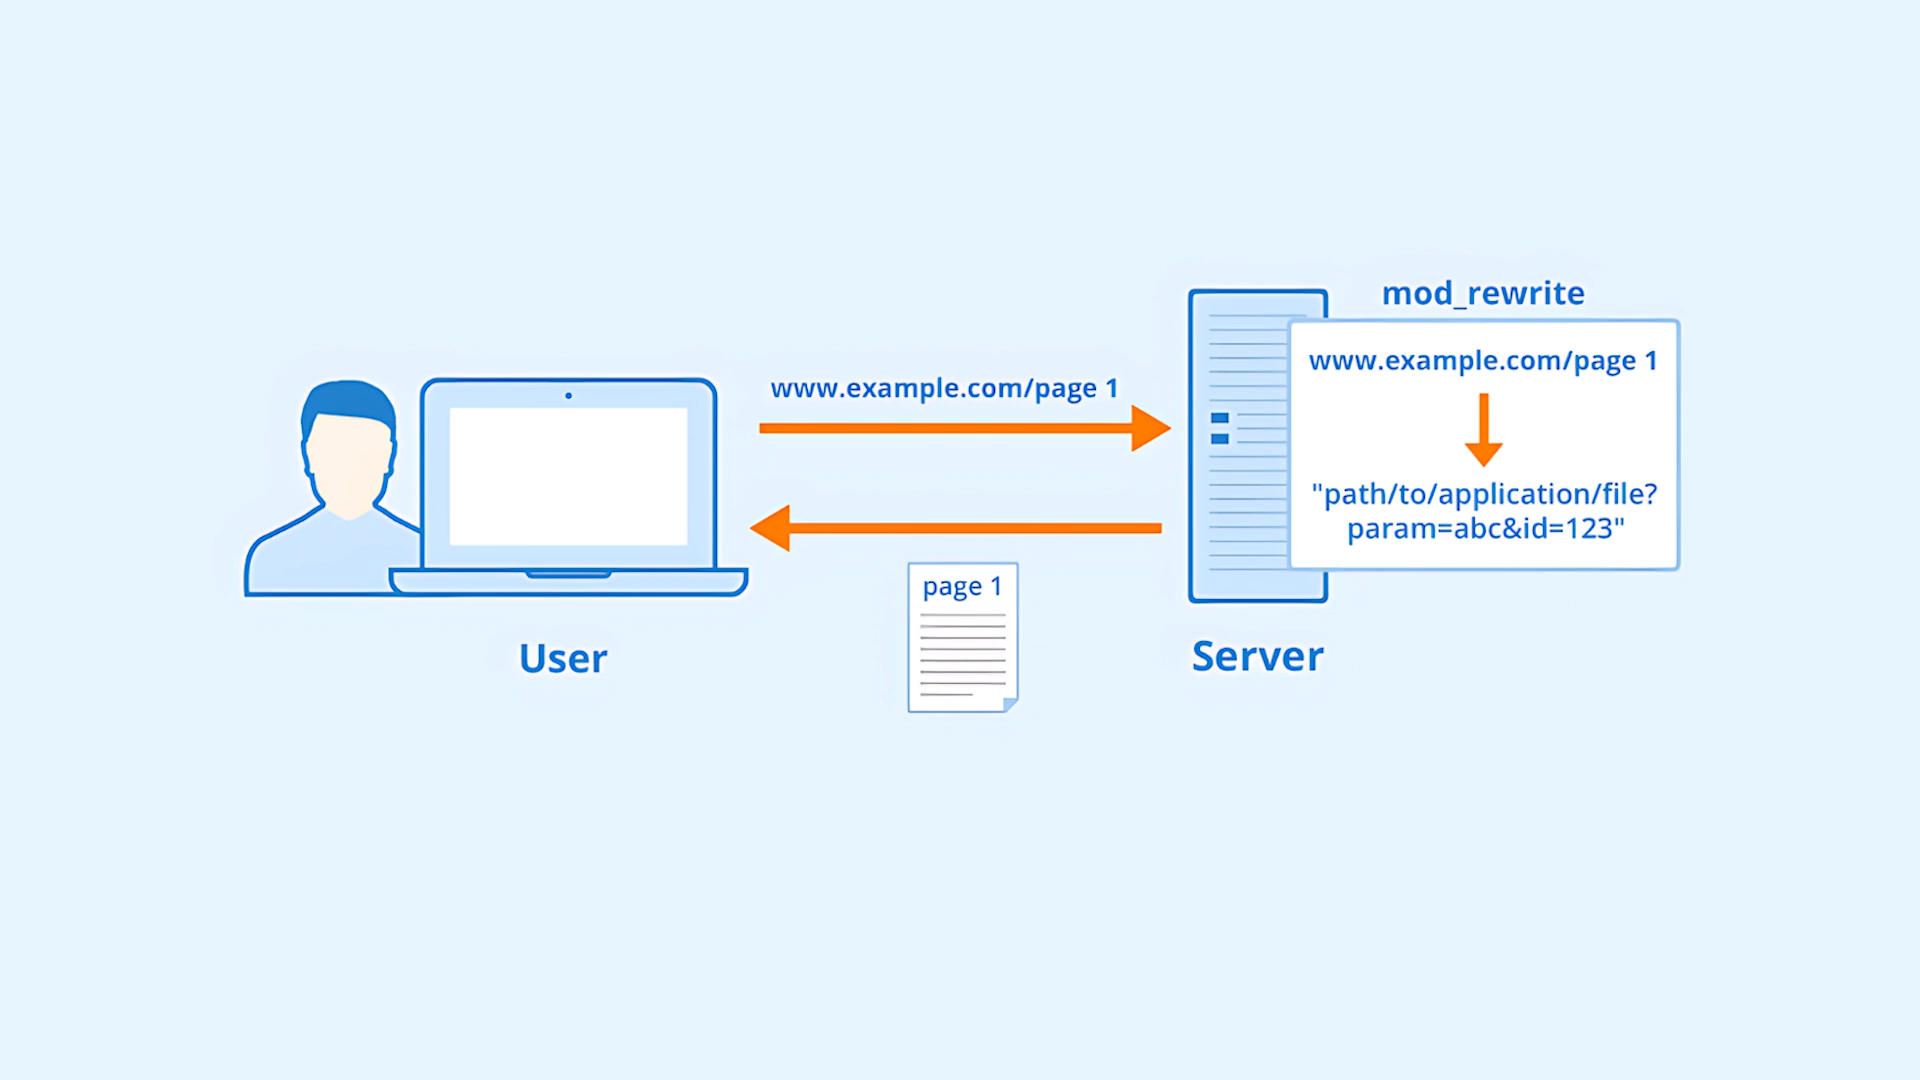 mod_rewrite
www.example.com/page 1
www.example.com/page 1
"path/to/application/file?
param=abc&id=123"
page 1
User
Server